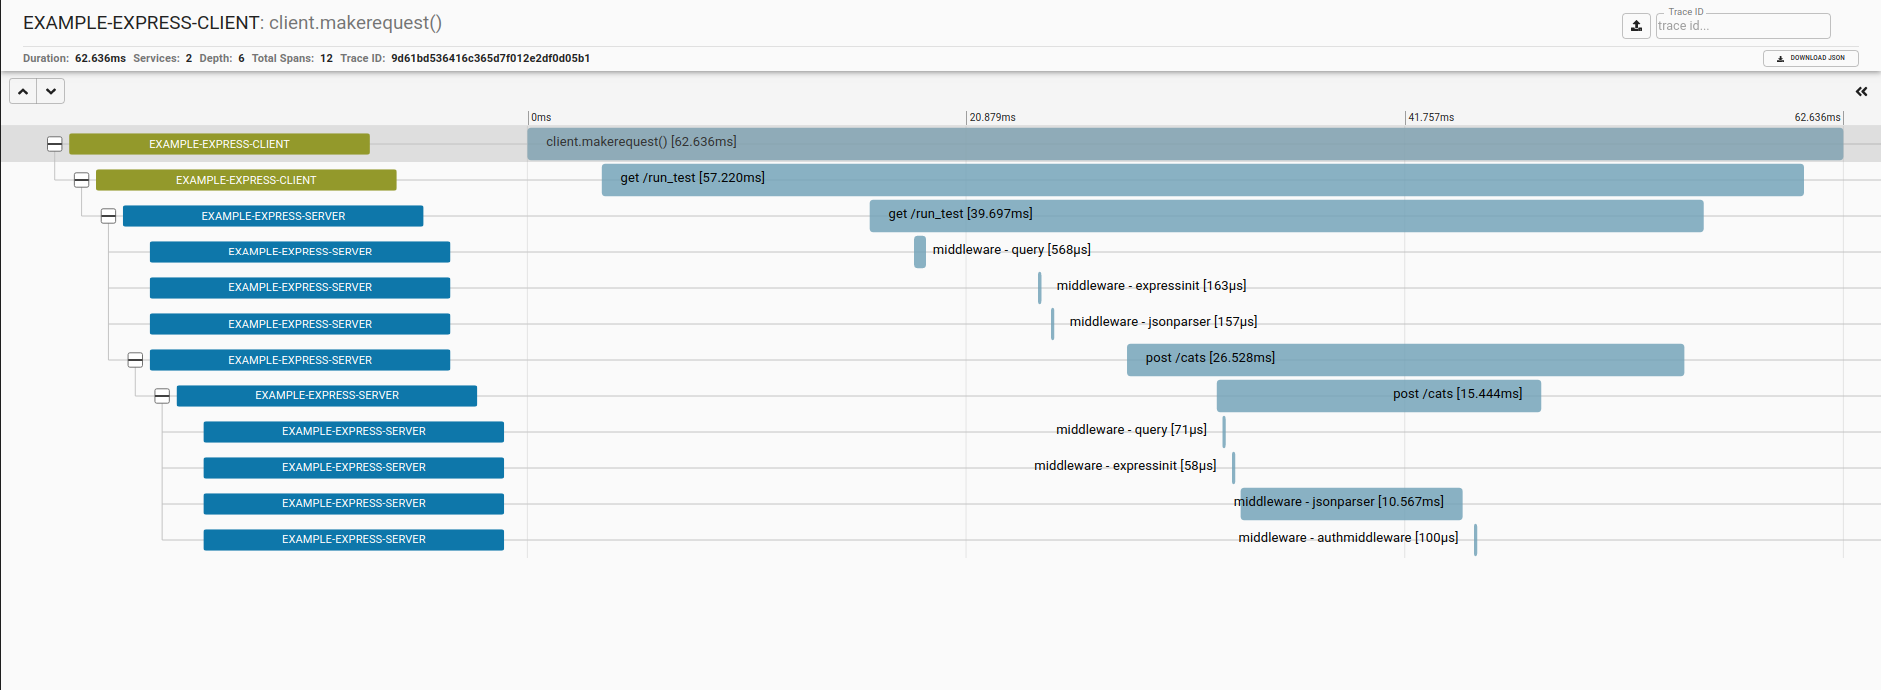 EXAMPLE-EXPRESS-CLIENT: client.makerequest()
Trace ID
trace id...
Duration: 62.636ms Services: 2 Depth: 6 Total Spans: 12 Trace ID: 9d61bd536416c365d7f012e2df0d05b1
DOWNLOAD JSON
0ms 20.879ms 41.757ms 62.636ms
EXAMPLE-EXPRESS-CLIENT client.makerequest() [62.636ms]
EXAMPLE-EXPRESS-CLIENT get /run_test [57.220ms]
EXAMPLE-EXPRESS-SERVER get /run_test [39.697ms]
EXAMPLE-EXPRESS-SERVER middleware - query [568μs]
EXAMPLE-EXPRESS-SERVER middleware - expressinit [163μs]
EXAMPLE-EXPRESS-SERVER middleware - jsonparser [157μs]
EXAMPLE-EXPRESS-SERVER post /cats [26.528ms]
EXAMPLE-EXPRESS-SERVER post /cats [15.444ms]
EXAMPLE-EXPRESS-SERVER middleware - query [71μs]
EXAMPLE-EXPRESS-SERVER middleware - expressinit [58μs]
EXAMPLE-EXPRESS-SERVER middleware - jsonparser [10.567ms]
EXAMPLE-EXPRESS-SERVER middleware - authmiddleware [100μs]